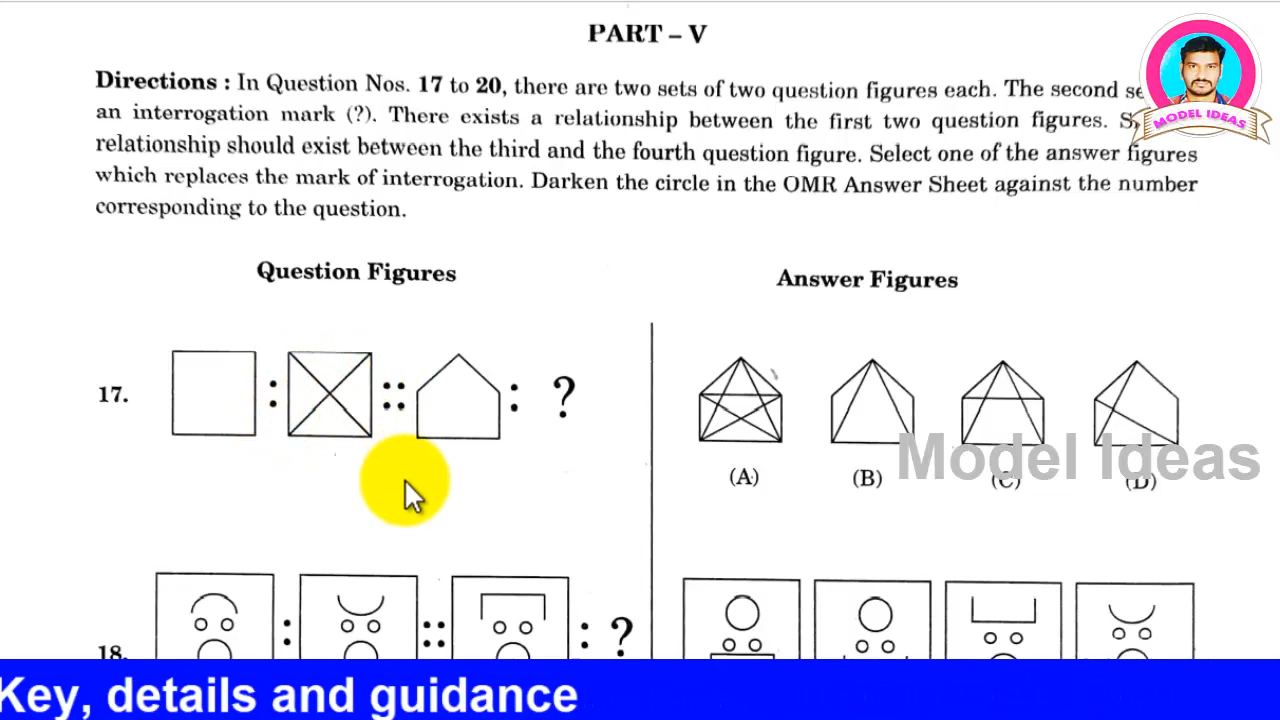 PART – V
Directions : In Question Nos. 17 to 20, there are two sets of two question figures each. The second
an interrogation mark (?). There exists a relationship between the first two question figures.
relationship should exist between the third and the fourth question figure. Select one of the answer figures
which replaces the mark of interrogation. Darken the circle in the OMR Answer Sheet against the number
corresponding to the question.
MODEL IDEAS
Question Figures
Answer Figures
17.
: :: : ?
(A) (B) (C) (D)
Model Ideas
18.
: :: : ?
Key, details and guidance